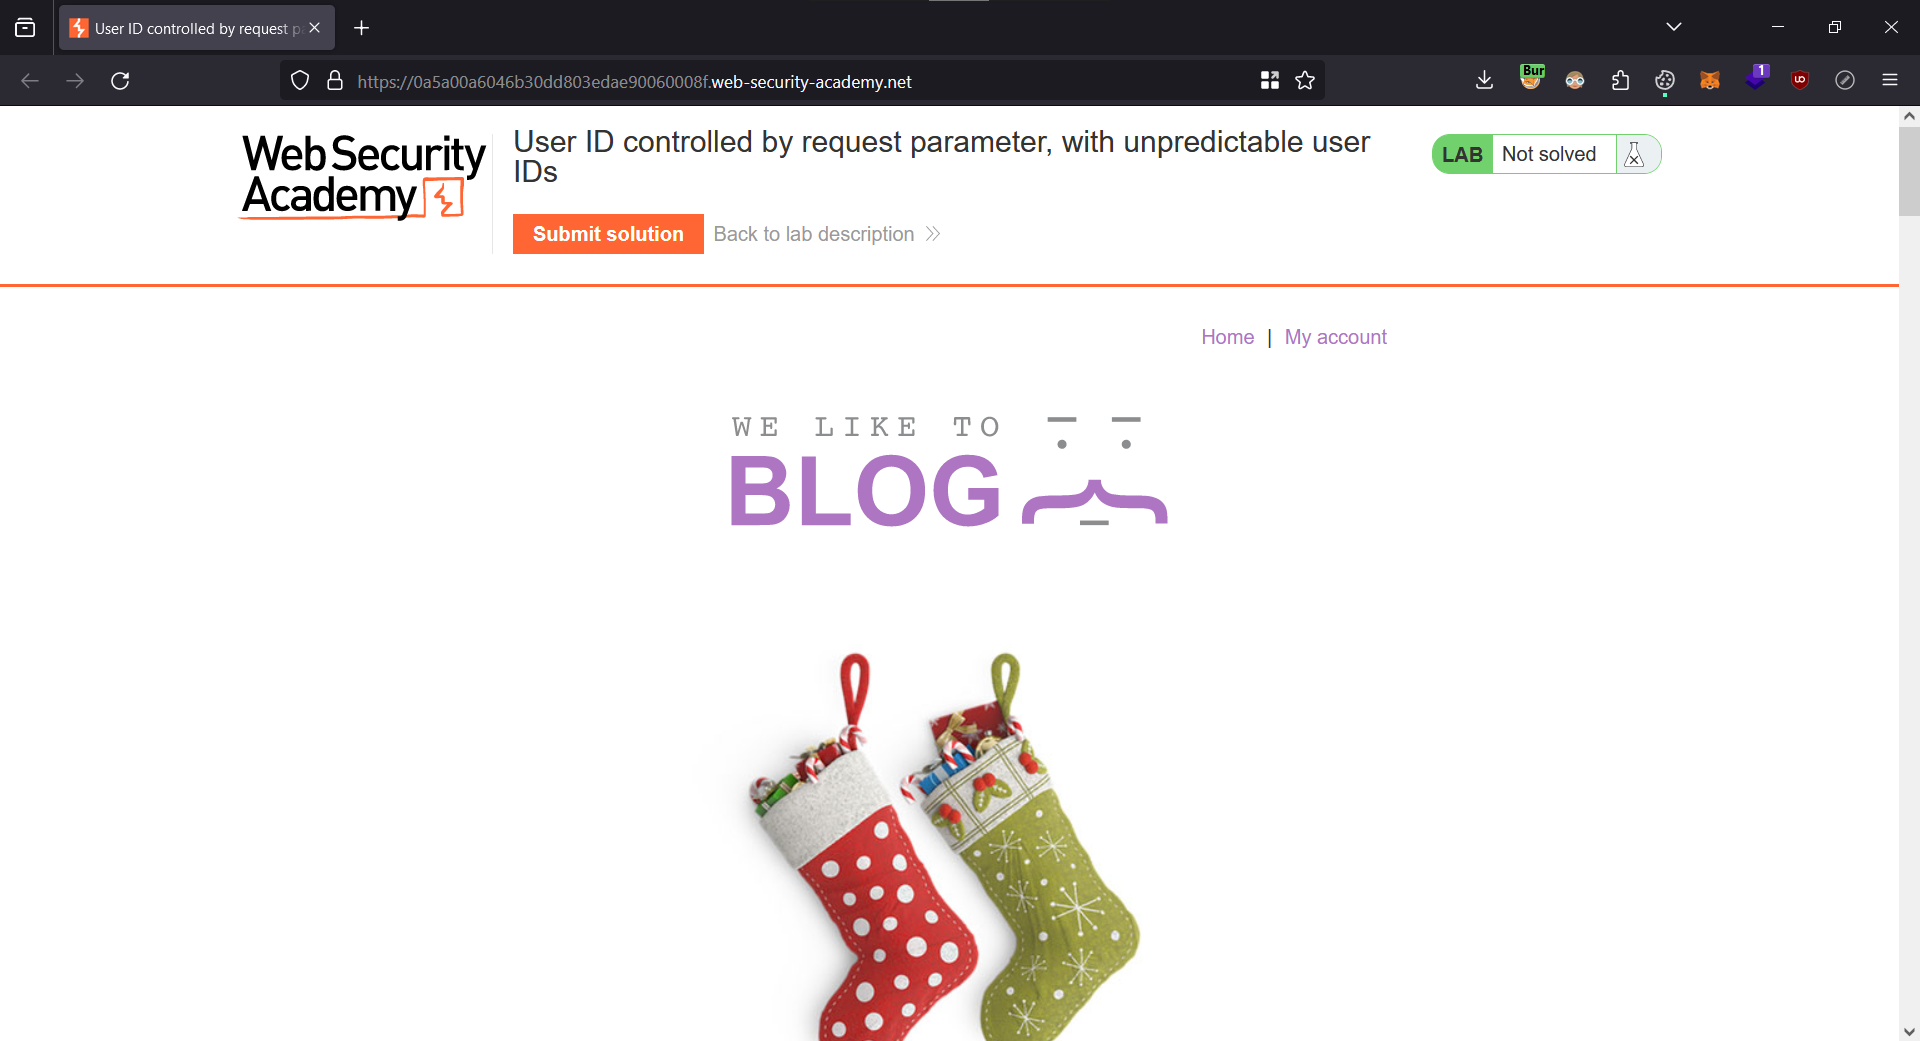 User ID controlled by request p
https://0a5a00a6046b30dd803edae90060008f.web-security-academy.net
Bur
1
Web Security
Academy
User ID controlled by request parameter, with unpredictable user
IDs
LAB Not solved
Submit solution Back to lab description
Home | My account
WE LIKE TO
BLOG